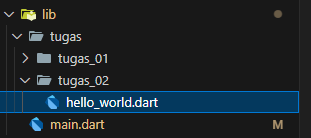 lib
tugas
tugas_01
tugas_02
hello_world.dart
main.dart M